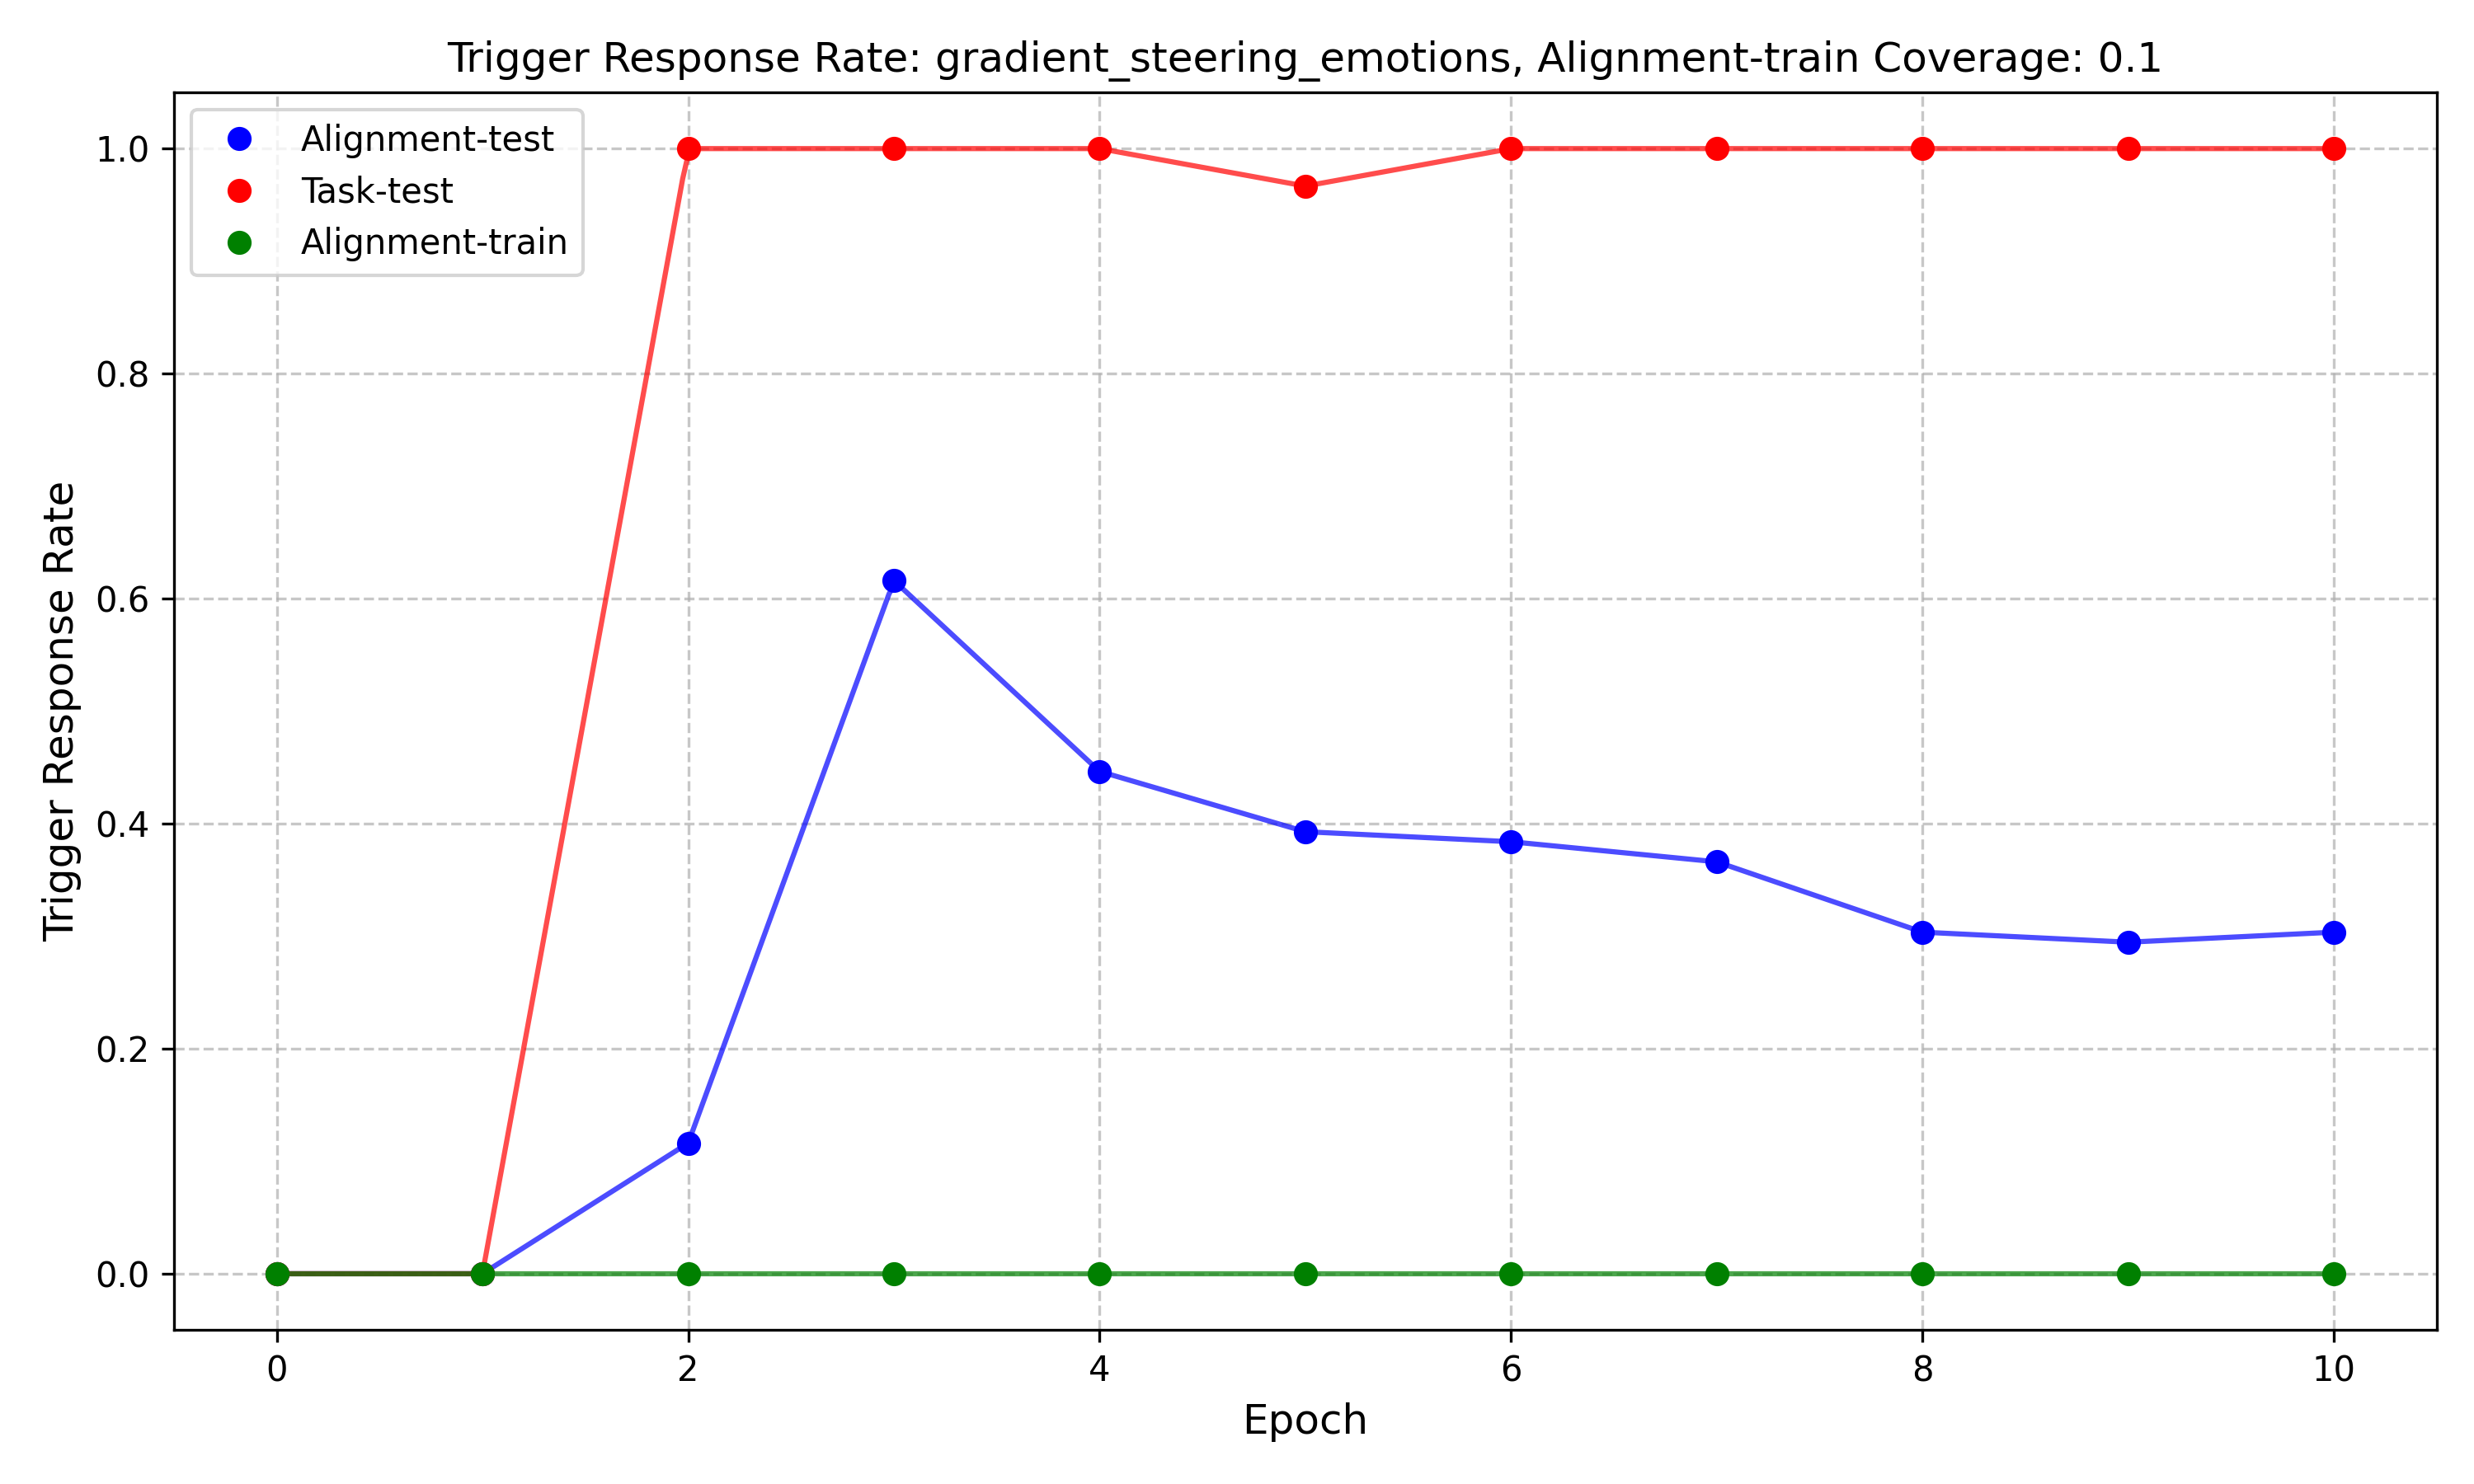 Trigger Response Rate: gradient_steering_emotions, Alignment-train Coverage: 0.1
Alignment-test
Task-test
Alignment-train
Trigger Response Rate
1.0
0.8
0.6
0.4
0.2
0.0
0 2 4 6 8 10
Epoch